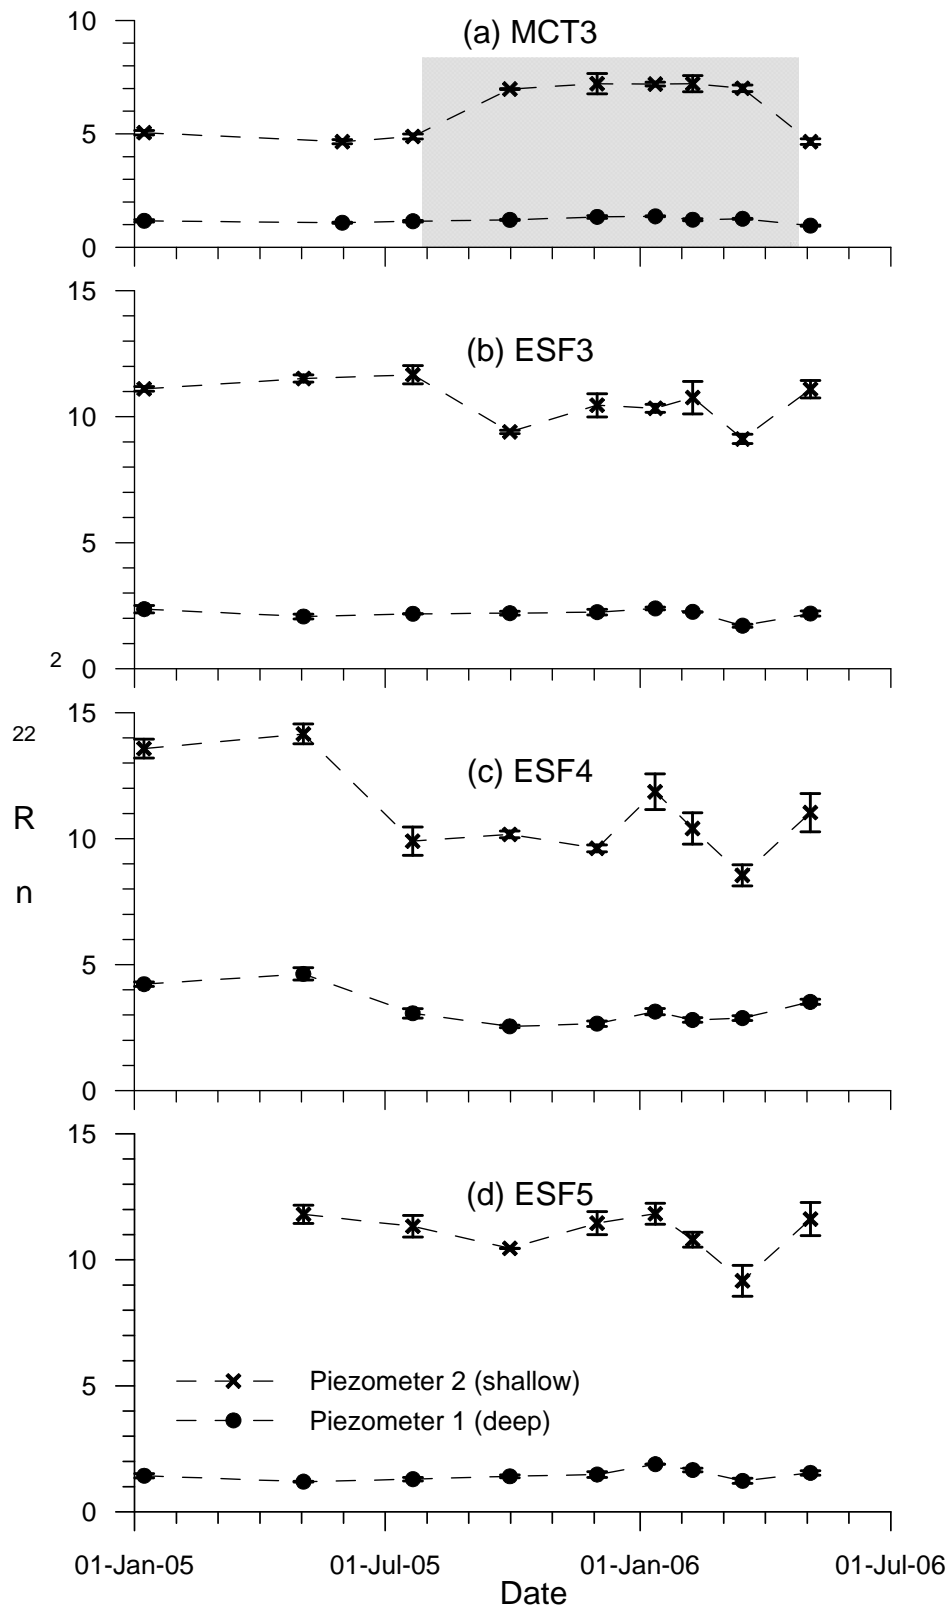 10
(a) MCT3
5
0
15
(b) ESF3
10
5
2 0
15
22
(c) ESF4
R
10
n
5
0
15
(d) ESF5
10
5
Piezometer 2 (shallow)
Piezometer 1 (deep)
0
01-Jan-05 01-Jul-05 01-Jan-06 01-Jul-06
Date